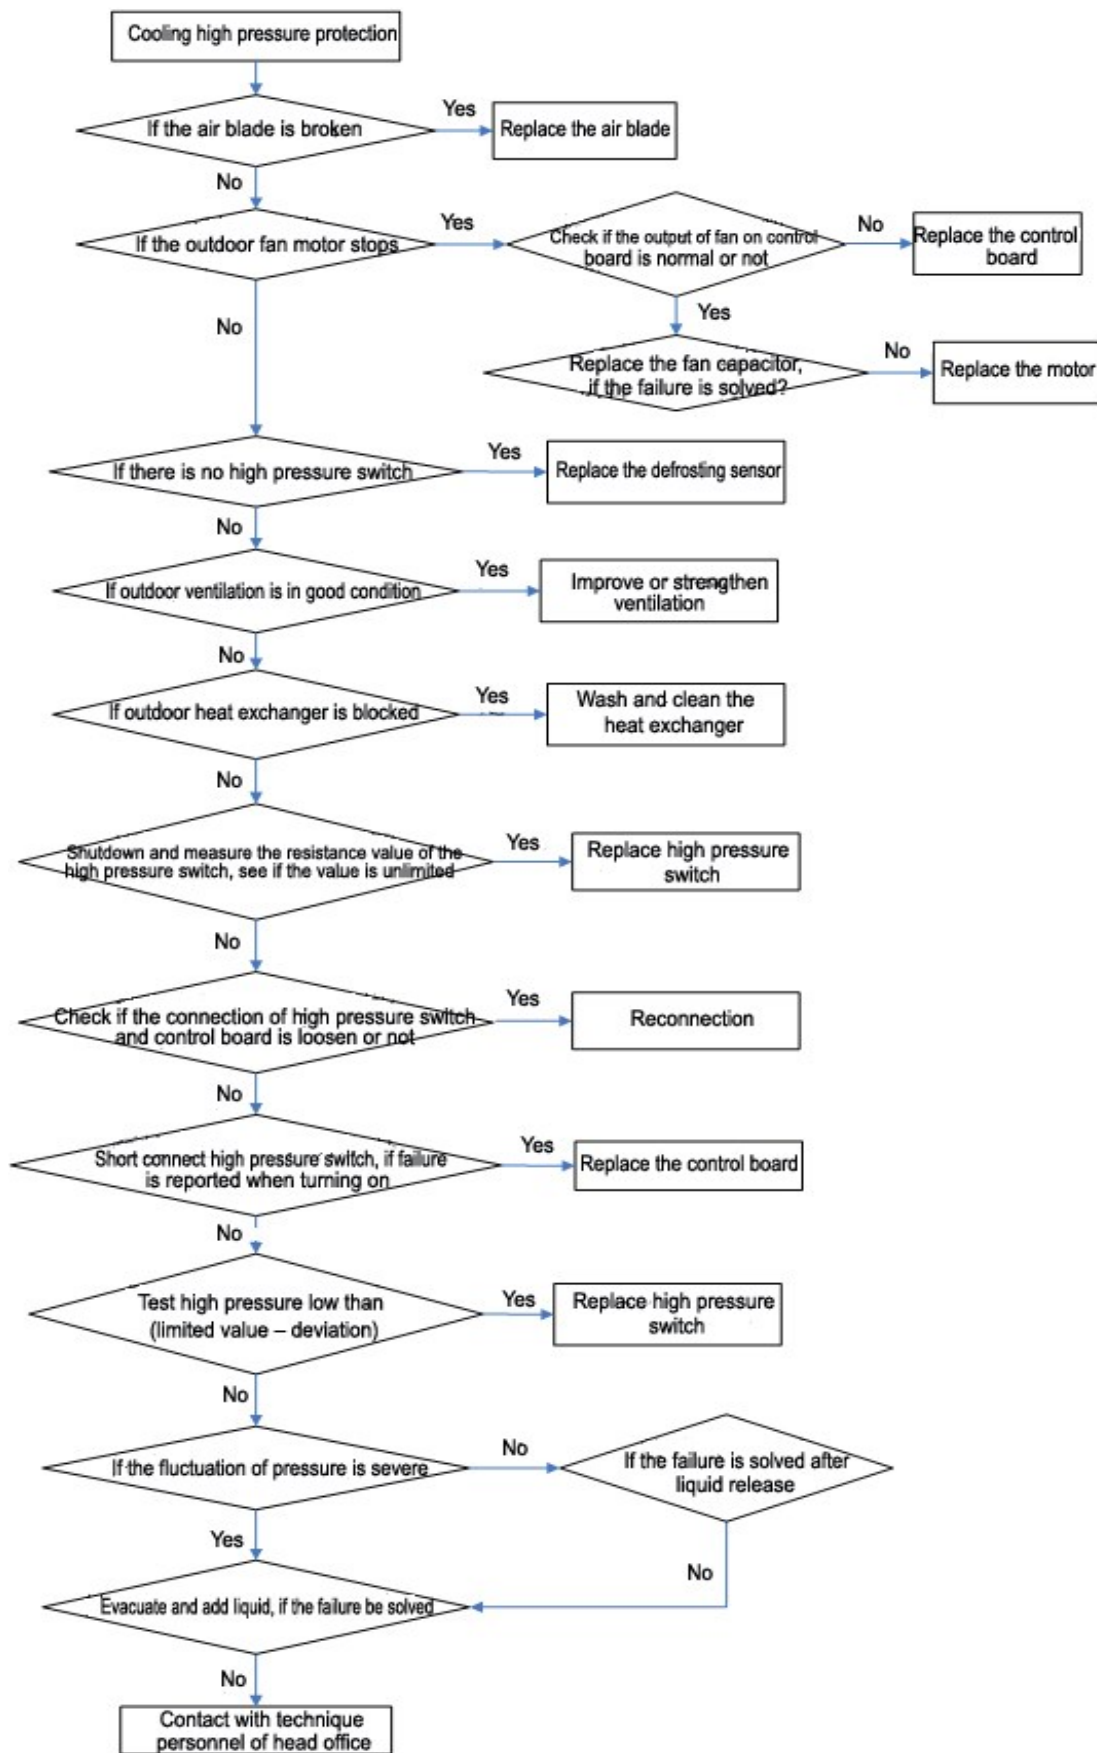 Cooling high pressure protection
If the air blade is broken
Yes
Replace the air blade
No
If the outdoor fan motor stops
Yes
Check if the output of fan on control
board is normal or not
No
Replace the control
board
Yes
No
Replace the fan capacitor,
if the failure is solved?
No
Replace the motor
If there is no high pressure switch
Yes
Replace the defrosting sensor
No
If outdoor ventilation is in good condition
Yes
Improve or strengthen
ventilation
No
If outdoor heat exchanger is blocked
Yes
Wash and clean the
heat exchanger
No
Shutdown and measure the resistance value of the
high pressure switch, see if the value is unlimited
Yes
Replace high pressure
switch
No
Check if the connection of high pressure switch
and control board is loosen or not
Yes
Reconnection
No
Short connect high pressure switch, if failure
is reported when turning on
Yes
Replace the control board
No
Test high pressure low than
(limited value – deviation)
Yes
Replace high pressure
switch
No
If the fluctuation of pressure is severe
No
If the failure is solved after
liquid release
Yes
No
Evacuate and add liquid, if the failure be solved
No
Contact with technique
personnel of head office